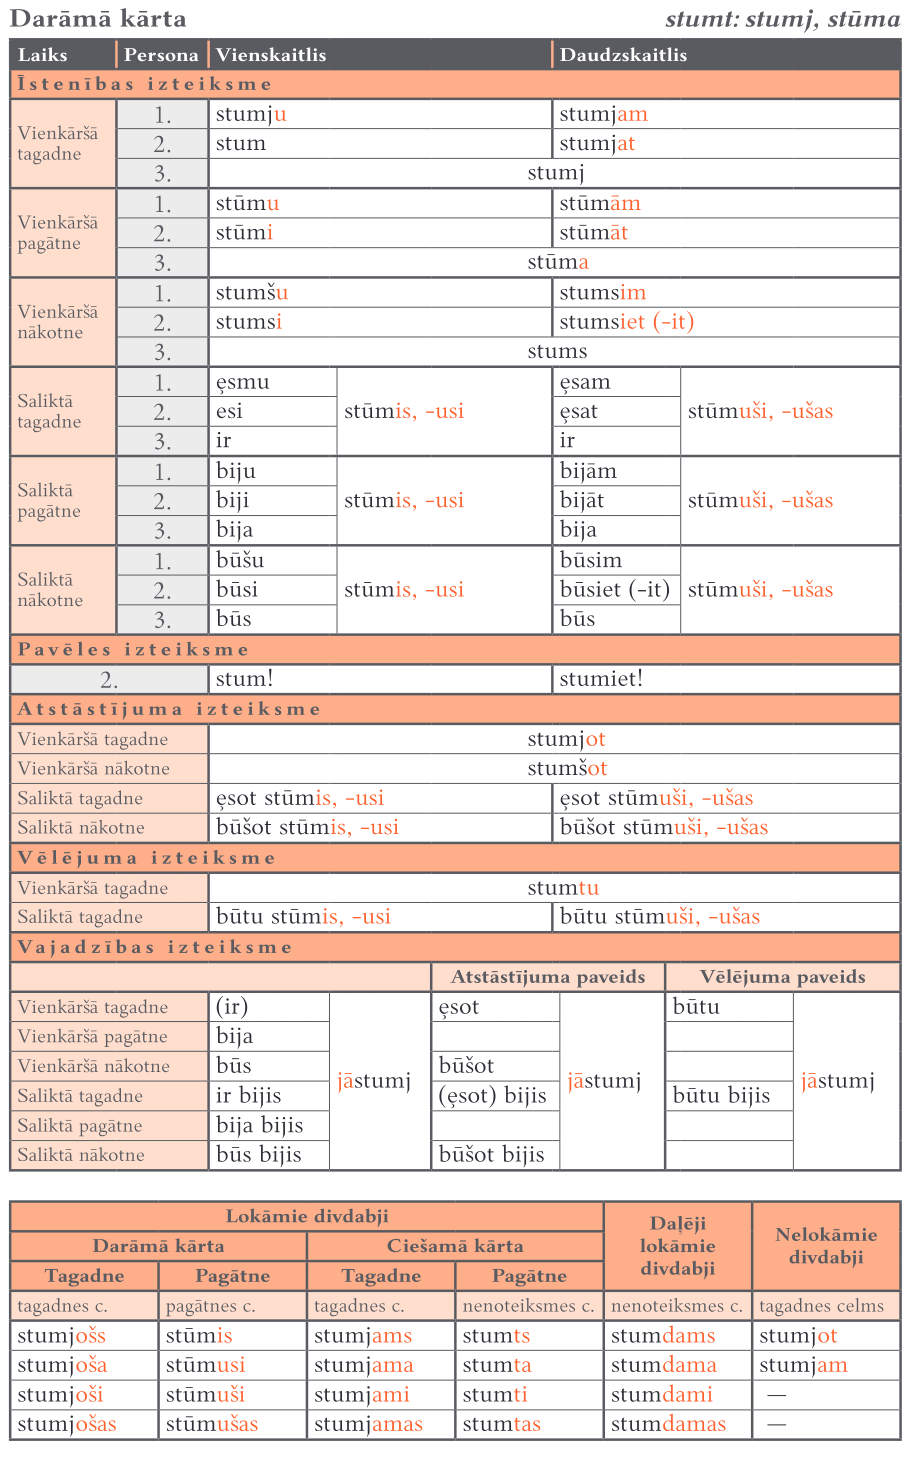 Darāmā kārta stumt: stumj, stūma
Laiks Persona Vienskaitlis Daudzskaitlis
Īstenības izteiksme
Vienkāršā tagadne
1. stumju stumjam
2. stum stumjat
3. stumj
Vienkāršā pagātne
1. stūmu stūmām
2. stūmi stūmāt
3. stūma
Vienkāršā nākotne
1. stumšu stumsim
2. stumsi stumsiet (-it)
3. stums
Saliktā tagadne
1. ȩsmu ȩsam
2. esi stūmis, -usi ȩsat stūmuši, -ušas
3. ir ir
Saliktā pagātne
1. biju bijām
2. biji stūmis, -usi bijāt stūmuši, -ušas
3. bija bija
Saliktā nākotne
1. būšu būsim
2. būsi stūmis, -usi būsiet (-it) stūmuši, -ušas
3. būs būs
Pavēles izteiksme
2. stum! stumiet!
Atstāstījuma izteiksme
Vienkāršā tagadne stumjot
Vienkāršā nākotne stumšot
Saliktā tagadne ȩsot stūmis, -usi ȩsot stūmuši, -ušas
Saliktā nākotne būšot stūmis, -usi būšot stūmuši, -ušas
Vēlējuma izteiksme
Vienkāršā tagadne stumtu
Saliktā tagadne būtu stūmis, -usi būtu stūmuši, -ušas
Vajadzības izteiksme
Atstāstījuma paveids Vēlējuma paveids
Vienkāršā tagadne (ir) ȩsot būtu
Vienkāršā pagātne bija
Vienkāršā nākotne būs būšot
jāstumj jāstumj jāstumj
Saliktā tagadne ir bijis (ȩsot) bijis būtu bijis
Saliktā pagātne bija bijis
Saliktā nākotne būs bijis būšot bijis
Lokāmie divdabji Daļēji lokāmie divdabji Nelokāmie divdabji
Darāmā kārta Ciešamā kārta
Tagadne Pagātne Tagadne Pagātne
tagadnes c. pagātnes c. tagadnes c. nenoteiksmes c. nenoteiksmes c. tagadnes celms
stumjošs stūmis stumjams stumts stumdams stumjot
stumjoša stūmusi stumjama stumta stumdama stumjam
stumjoši stūmuši stumjami stumti stumdami —
stumjošas stūmušas stumjamas stumtas stumdamas —